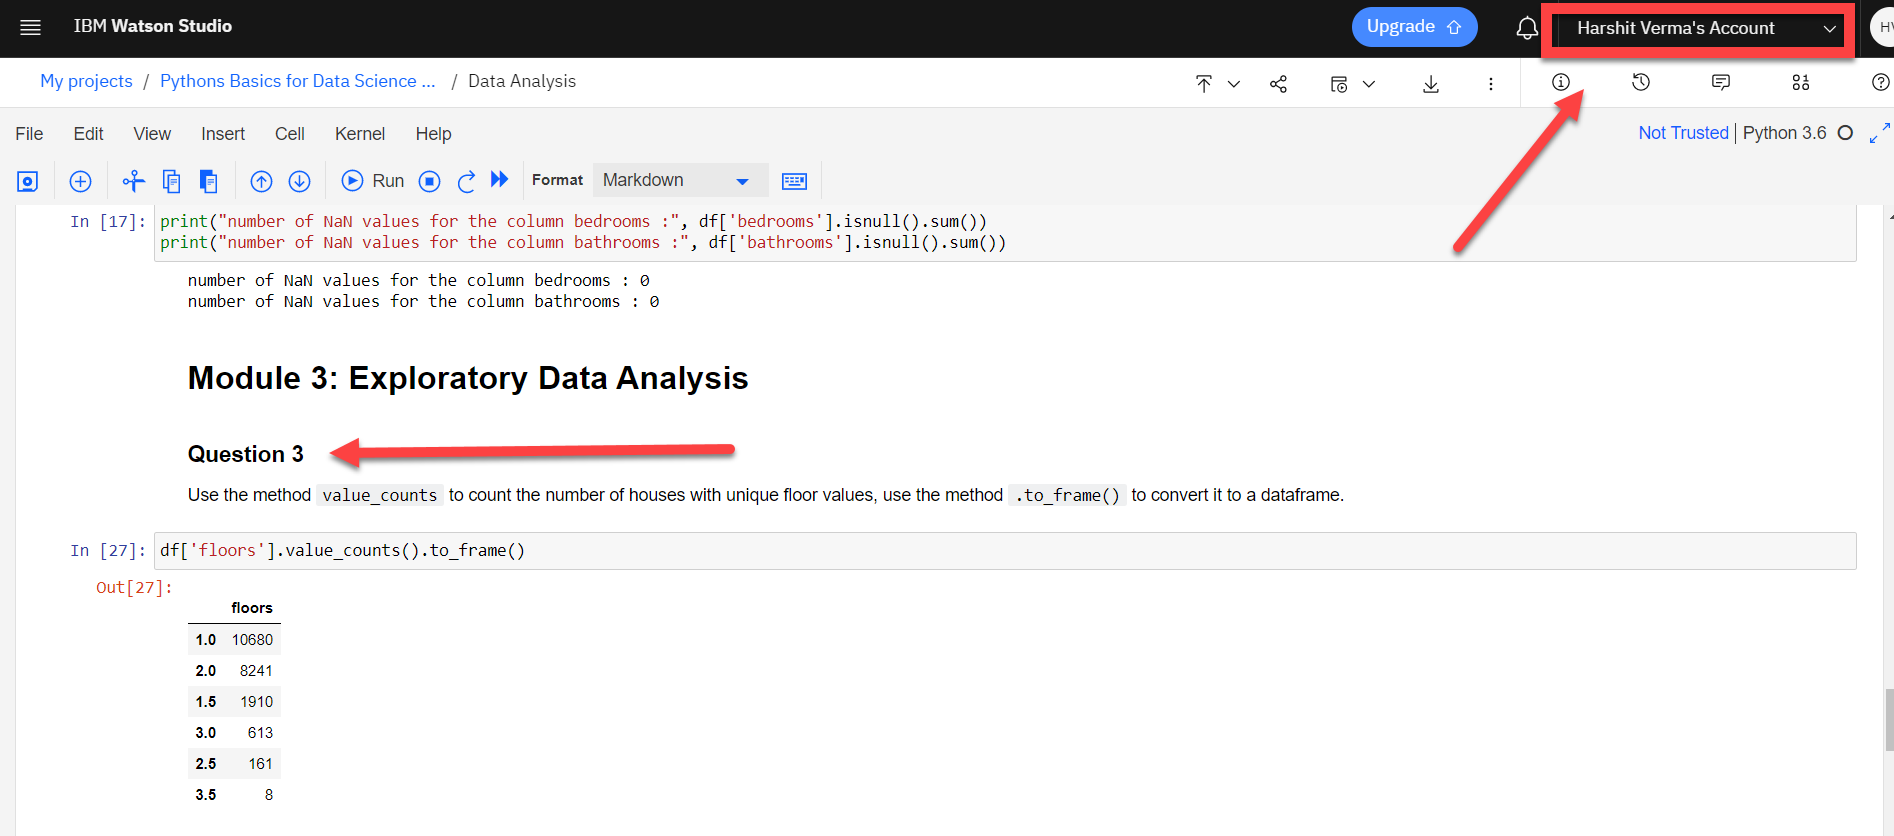 IBM Watson Studio
Upgrade
Harshit Verma's Account
HV
My projects / Pythons Basics for Data Science ... / Data Analysis
File Edit View Insert Cell Kernel Help
Not Trusted | Python 3.6
Run
Format
Markdown
In [17]: print("number of NaN values for the column bedrooms :", df['bedrooms'].isnull().sum())
print("number of NaN values for the column bathrooms :", df['bathrooms'].isnull().sum())
number of NaN values for the column bedrooms : 0
number of NaN values for the column bathrooms : 0
Module 3: Exploratory Data Analysis
Question 3
Use the method value_counts to count the number of houses with unique floor values, use the method .to_frame() to convert it to a dataframe.
In [27]: df['floors'].value_counts().to_frame()
Out[27]:
floors
1.0 10680
2.0 8241
1.5 1910
3.0 613
2.5 161
3.5 8